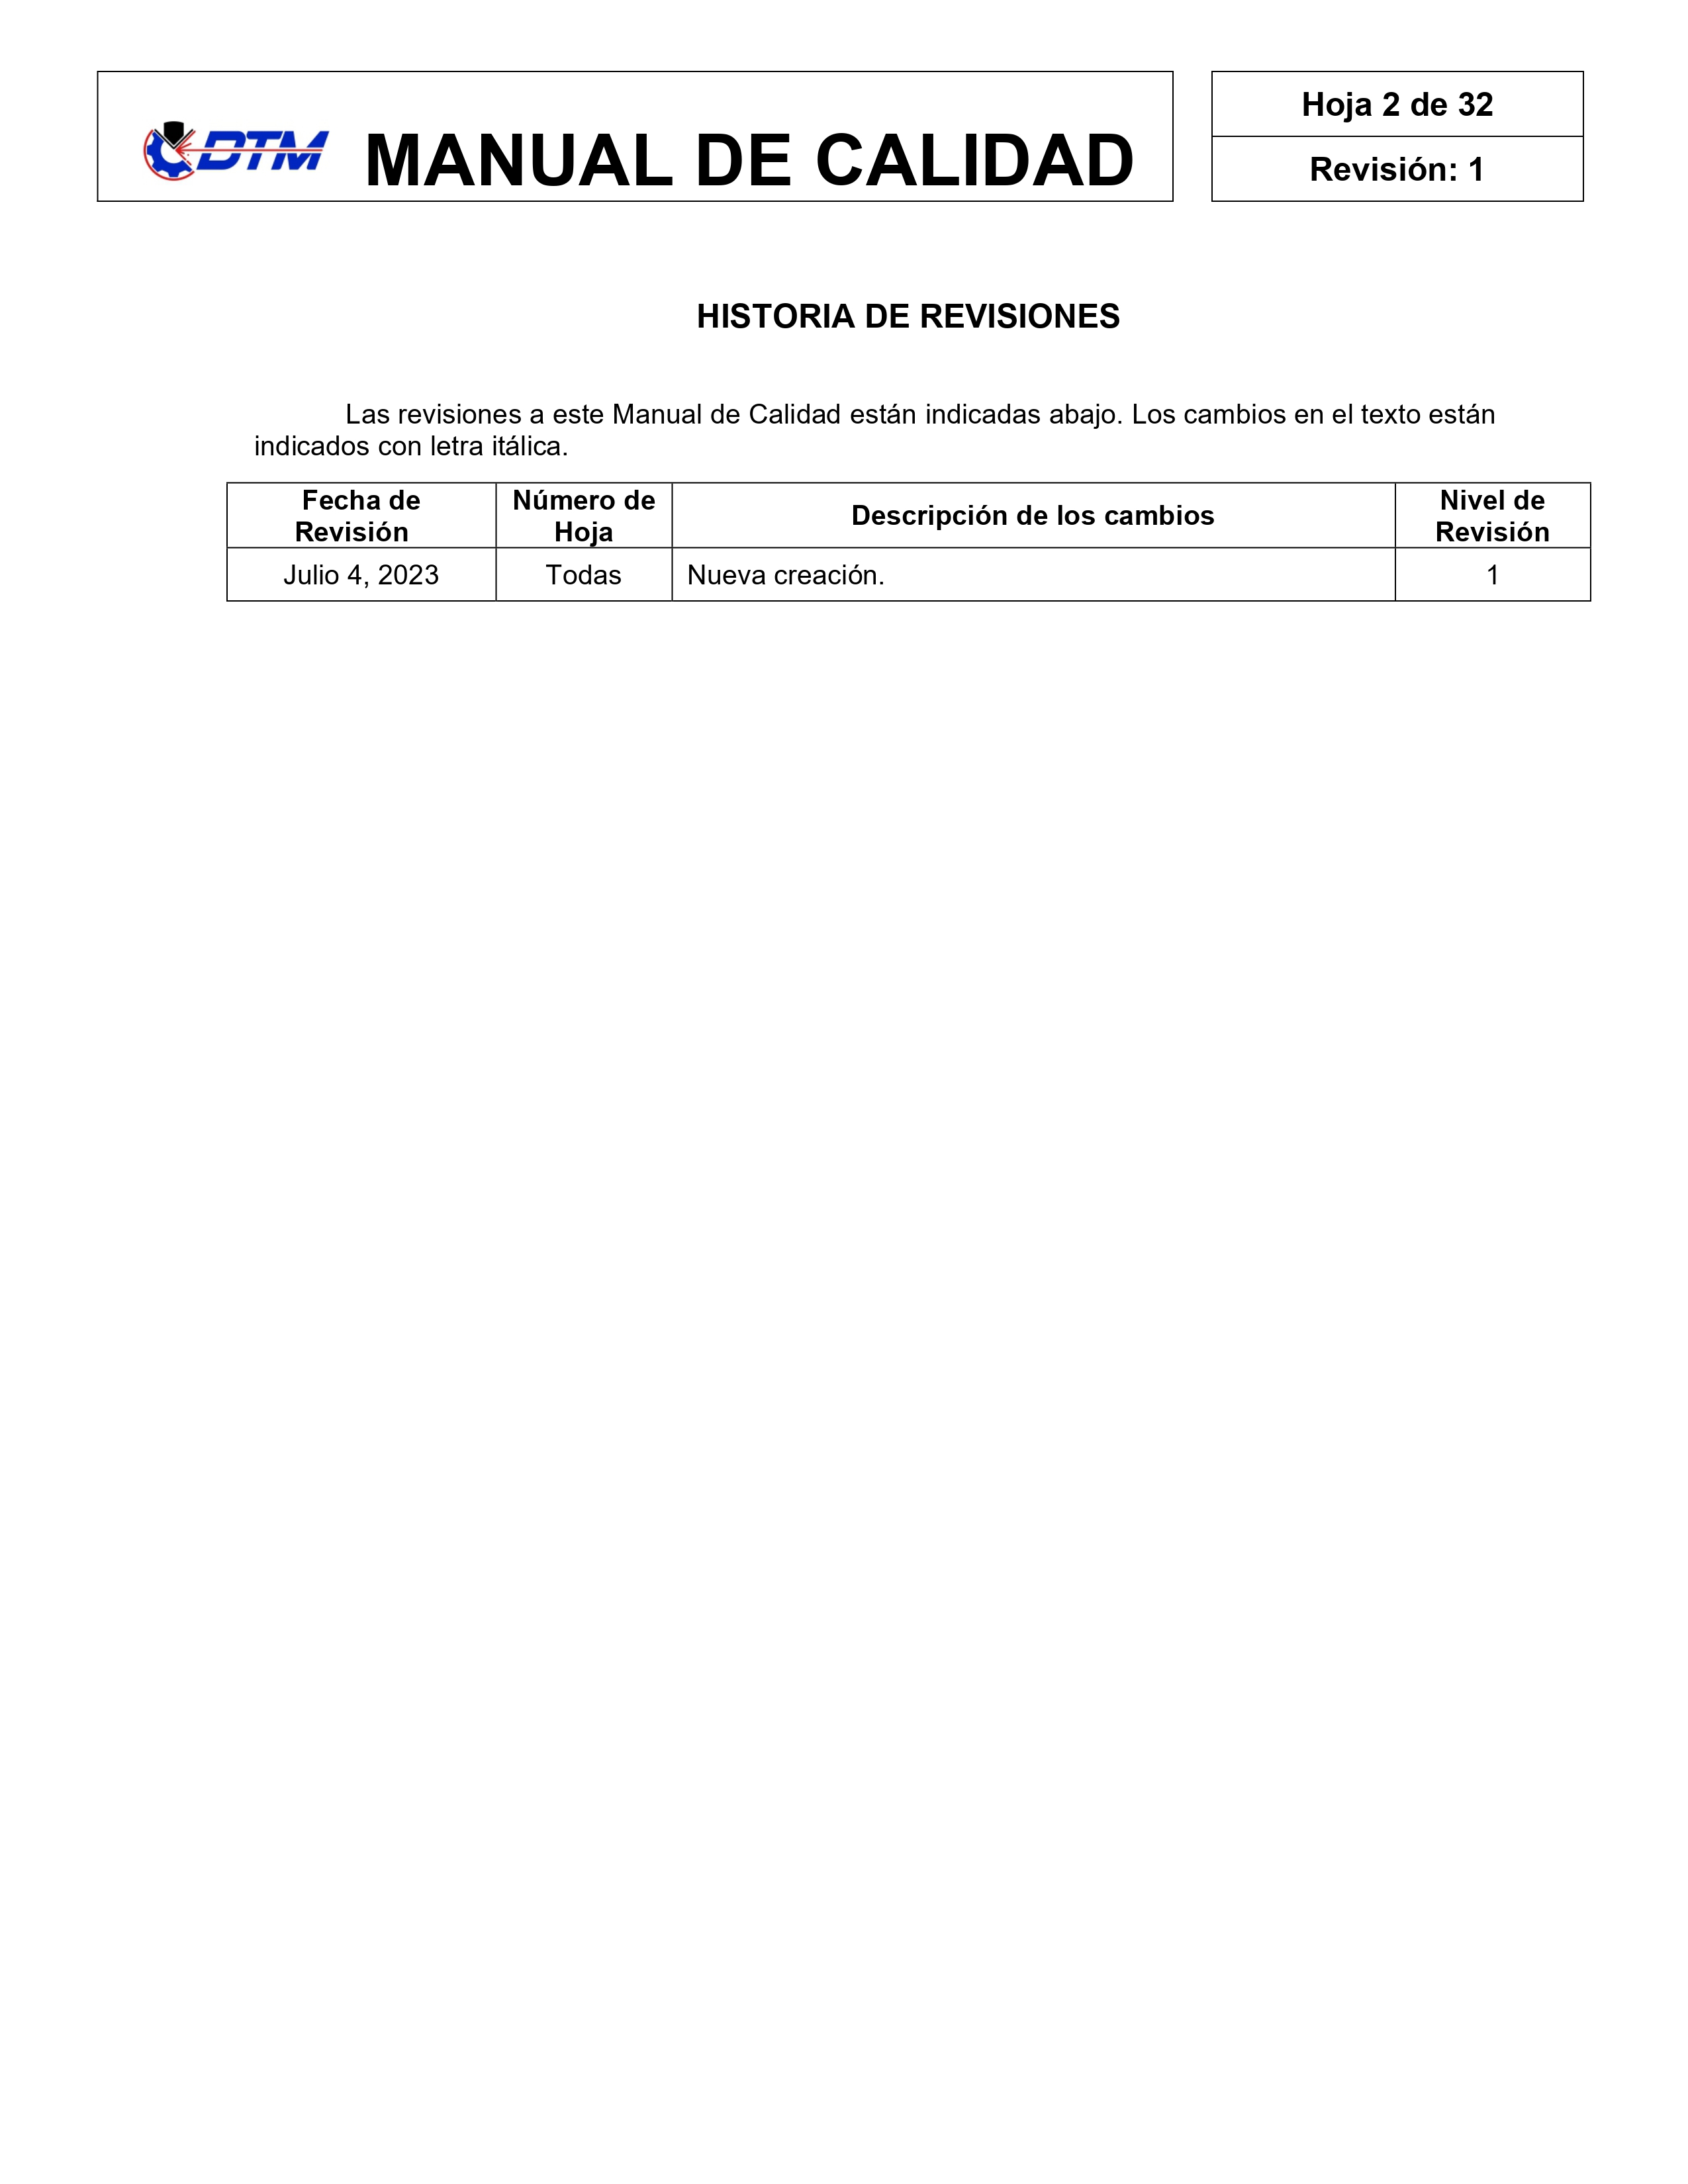 DTM
MANUAL DE CALIDAD
Hoja 2 de 32
Revisión: 1
HISTORIA DE REVISIONES
Las revisiones a este Manual de Calidad están indicadas abajo. Los cambios en el texto están
indicados con letra itálica.
Fecha de
Revisión
Número de
Hoja
Descripción de los cambios
Nivel de
Revisión
Julio 4, 2023
Todas
Nueva creación.
1